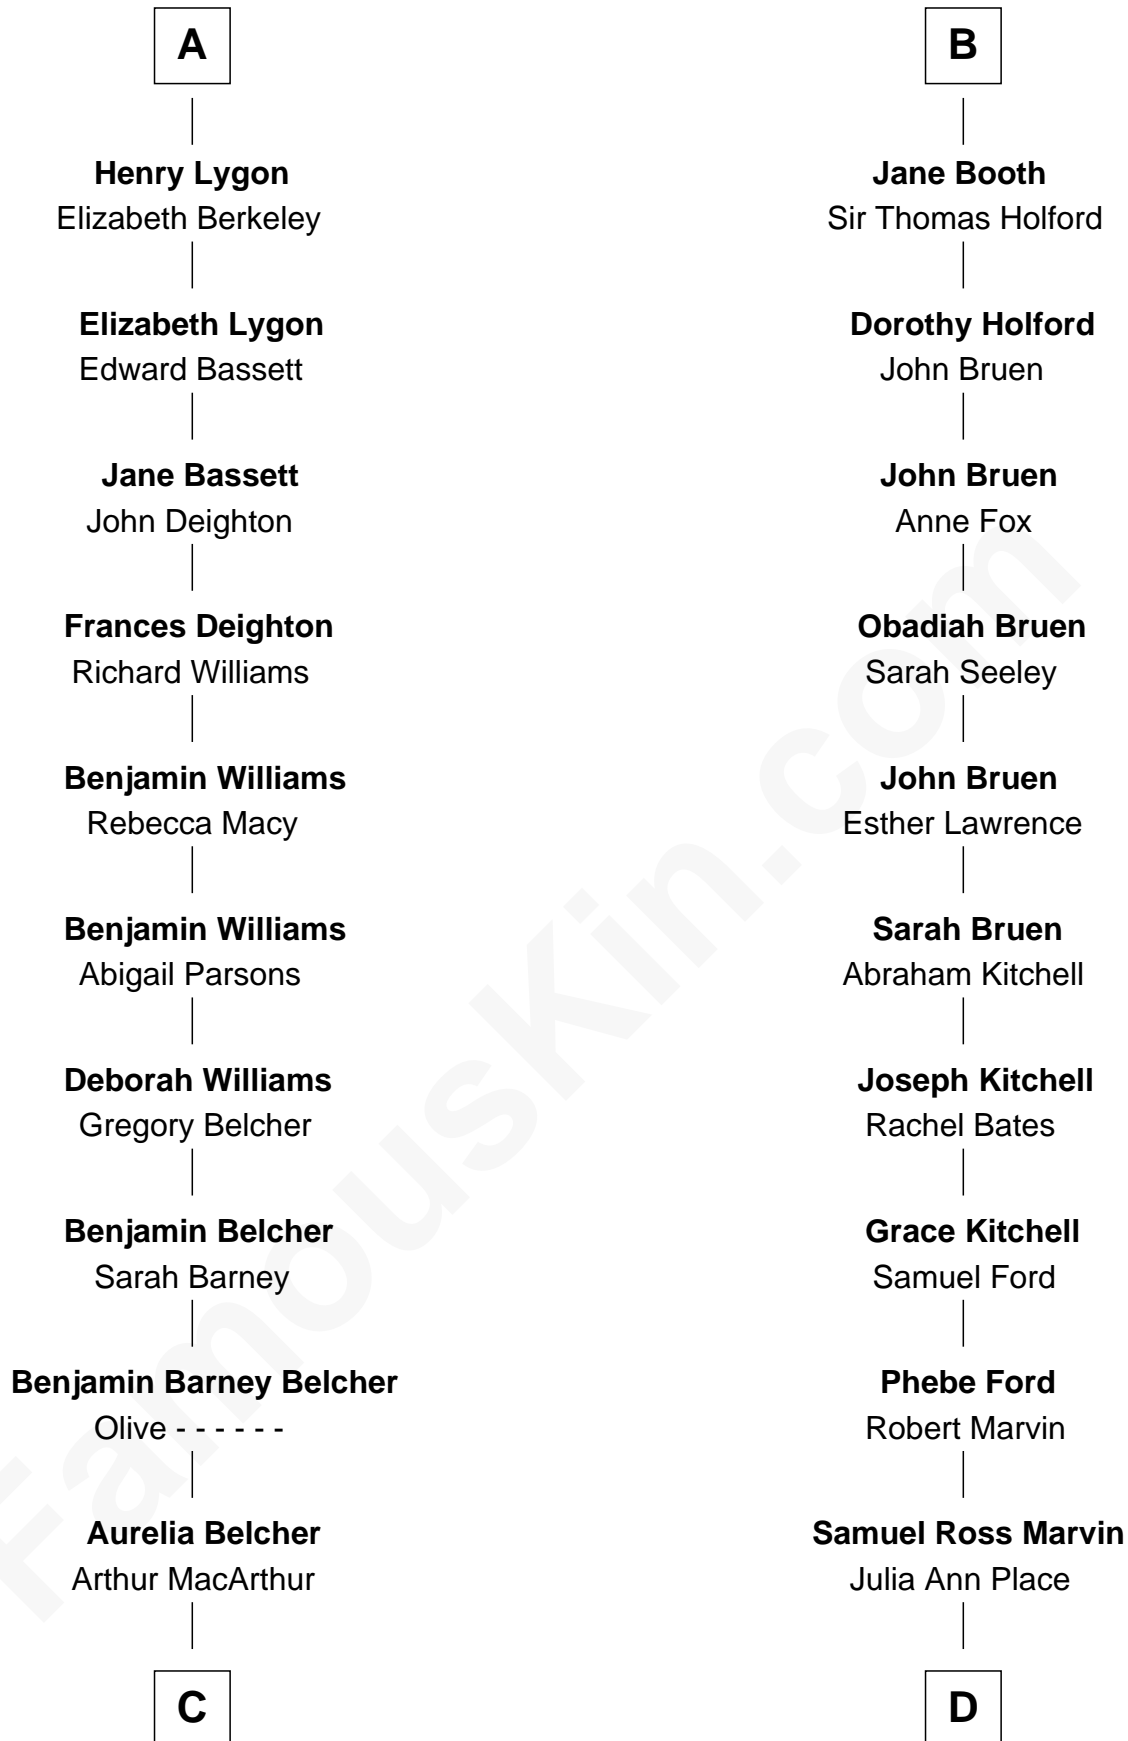 A
Henry Lygon
Elizabeth Berkeley
Elizabeth Lygon
Edward Bassett
Jane Bassett
John Deighton
Frances Deighton
Richard Williams
Benjamin Williams
Rebecca Macy
Benjamin Williams
Abigail Parsons
Deborah Williams
Gregory Belcher
Benjamin Belcher
Sarah Barney
Benjamin Barney Belcher
Olive - - - - - -
Aurelia Belcher
Arthur MacArthur
C
B
Jane Booth
Sir Thomas Holford
Dorothy Holford
John Bruen
John Bruen
Anne Fox
Obadiah Bruen
Sarah Seeley
John Bruen
Esther Lawrence
Sarah Bruen
Abraham Kitchell
Joseph Kitchell
Rachel Bates
Grace Kitchell
Samuel Ford
Phebe Ford
Robert Marvin
Samuel Ross Marvin
Julia Ann Place
D
FamousKin.com